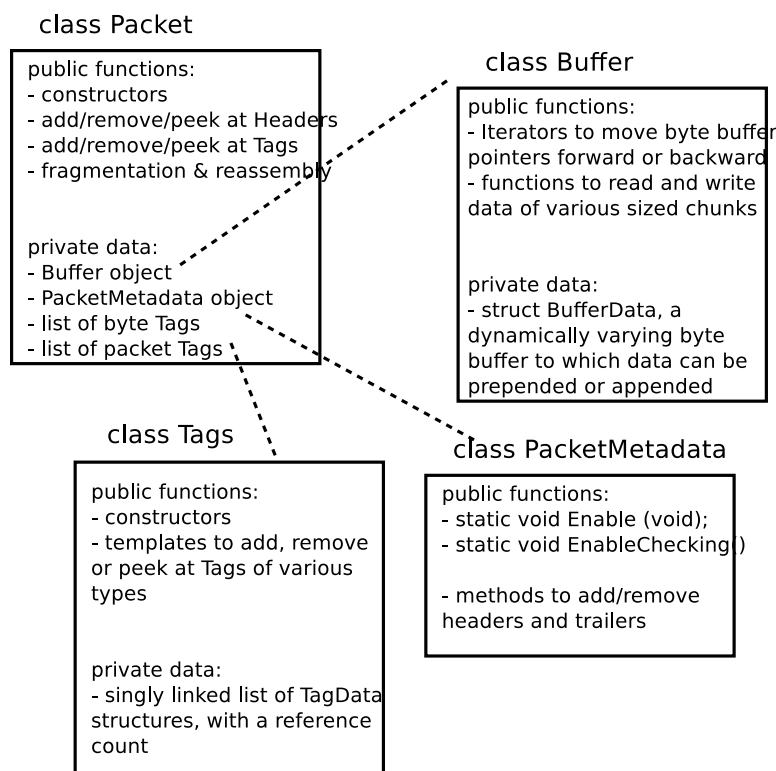 class Packet
public functions:
- constructors
- add/remove/peek at Headers
- add/remove/peek at Tags
- fragmentation & reassembly
private data:
- Buffer object
- PacketMetadata object
- list of byte Tags
- list of packet Tags
class Buffer
public functions:
- Iterators to move byte buffer
pointers forward or backward
- functions to read and write
data of various sized chunks
private data:
- struct BufferData, a
dynamically varying byte
buffer to which data can be
prepended or appended
class Tags
public functions:
- constructors
- templates to add, remove
or peek at Tags of various
types
private data:
- singly linked list of TagData
structures, with a reference
count
class PacketMetadata
public functions:
- static void Enable (void);
- static void EnableChecking()
- methods to add/remove
headers and trailers